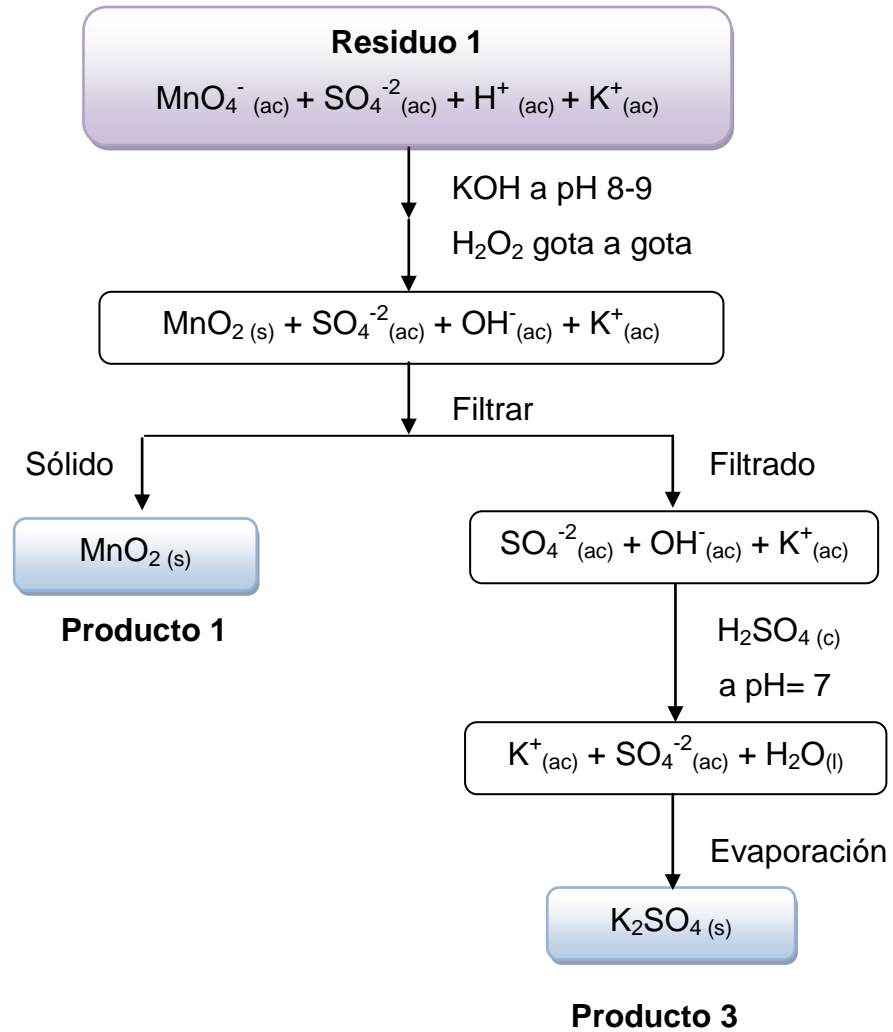 Residuo 1
MnO₄⁻ (ac) + SO₄⁻²(ac) + H⁺ (ac) + K⁺(ac)
KOH a pH 8-9
H₂O₂ gota a gota
MnO₂ (s) + SO₄⁻²(ac) + OH⁻(ac) + K⁺(ac)
Filtrar
Sólido
Filtrado
MnO₂ (s)
SO₄⁻²(ac) + OH⁻(ac) + K⁺(ac)
Producto 1
H₂SO₄ (c)
a pH= 7
K⁺(ac) + SO₄⁻²(ac) + H₂O(l)
Evaporación
K₂SO₄ (s)
Producto 3